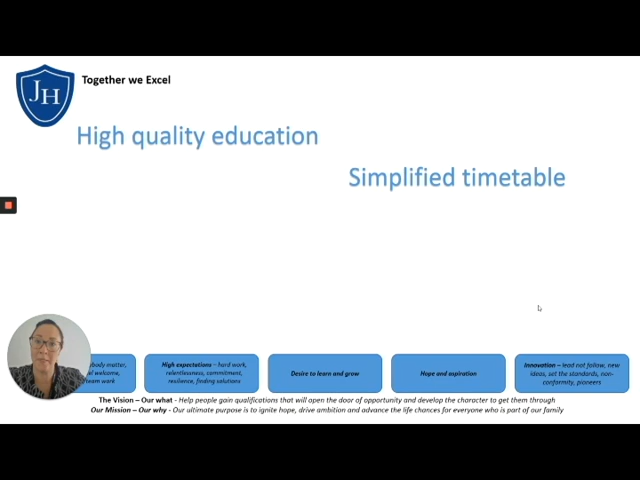 JH
Together we Excel
High quality education
Simplified timetable
body matter,
welcome,
team work
High expectations – hard work,
relentlessness, commitment,
resilience, finding solutions
Desire to learn and grow
Hope and aspiration
Innovation – lead not follow, new
ideas, set the standards, non-
conformity, pioneers
The Vision – Our what - Help people gain qualifications that will open the door of opportunity and develop the character to get them through
Our Mission – Our why - Our ultimate purpose is to ignite hope, drive ambition and advance the life chances for everyone who is part of our family